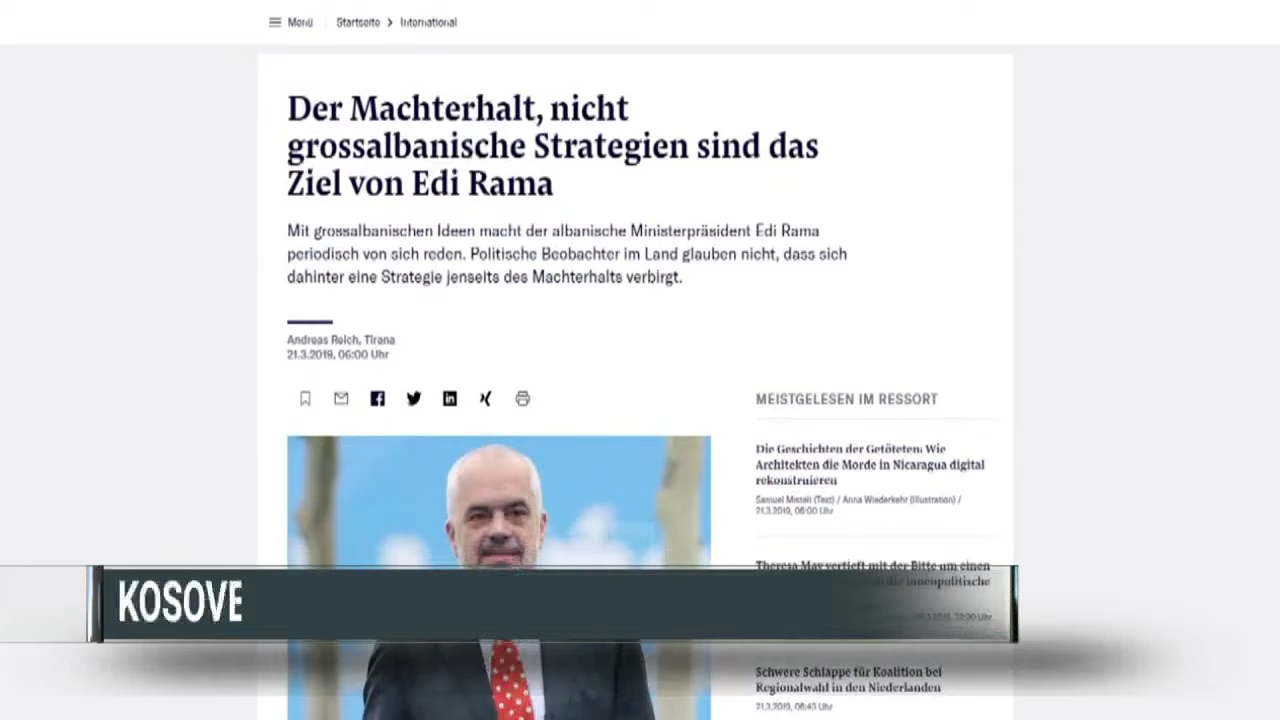 Menü
Startseite > International
Der Machterhalt, nicht
grossalbanische Strategien sind das
Ziel von Edi Rama
Mit grossalbanischen Ideen macht der albanische Ministerpräsident Edi Rama
periodisch von sich reden. Politische Beobachter im Land glauben nicht, dass sich
dahinter eine Strategie jenseits des Machterhalts verbirgt.
Andreas Reich, Tirana
21.3.2019, 06:00 Uhr
MEISTGELESEN IM RESSORT
Die Geschichten der Getöteten: Wie
Architekten die Morde in Nicaragua digital
rekonstruieren
Samuel Misteli (Text) / Anna Wiederkehr (Illustration) /
21.3.2019, 06:00 Uhr
Theresa May vertieft mit der Bitte um einen
innenpolitische
KOSOVE
Schwere Schlappe für Koalition bei
Regionalwahl in den Niederlanden
21.3.2019, 06:43 Uhr